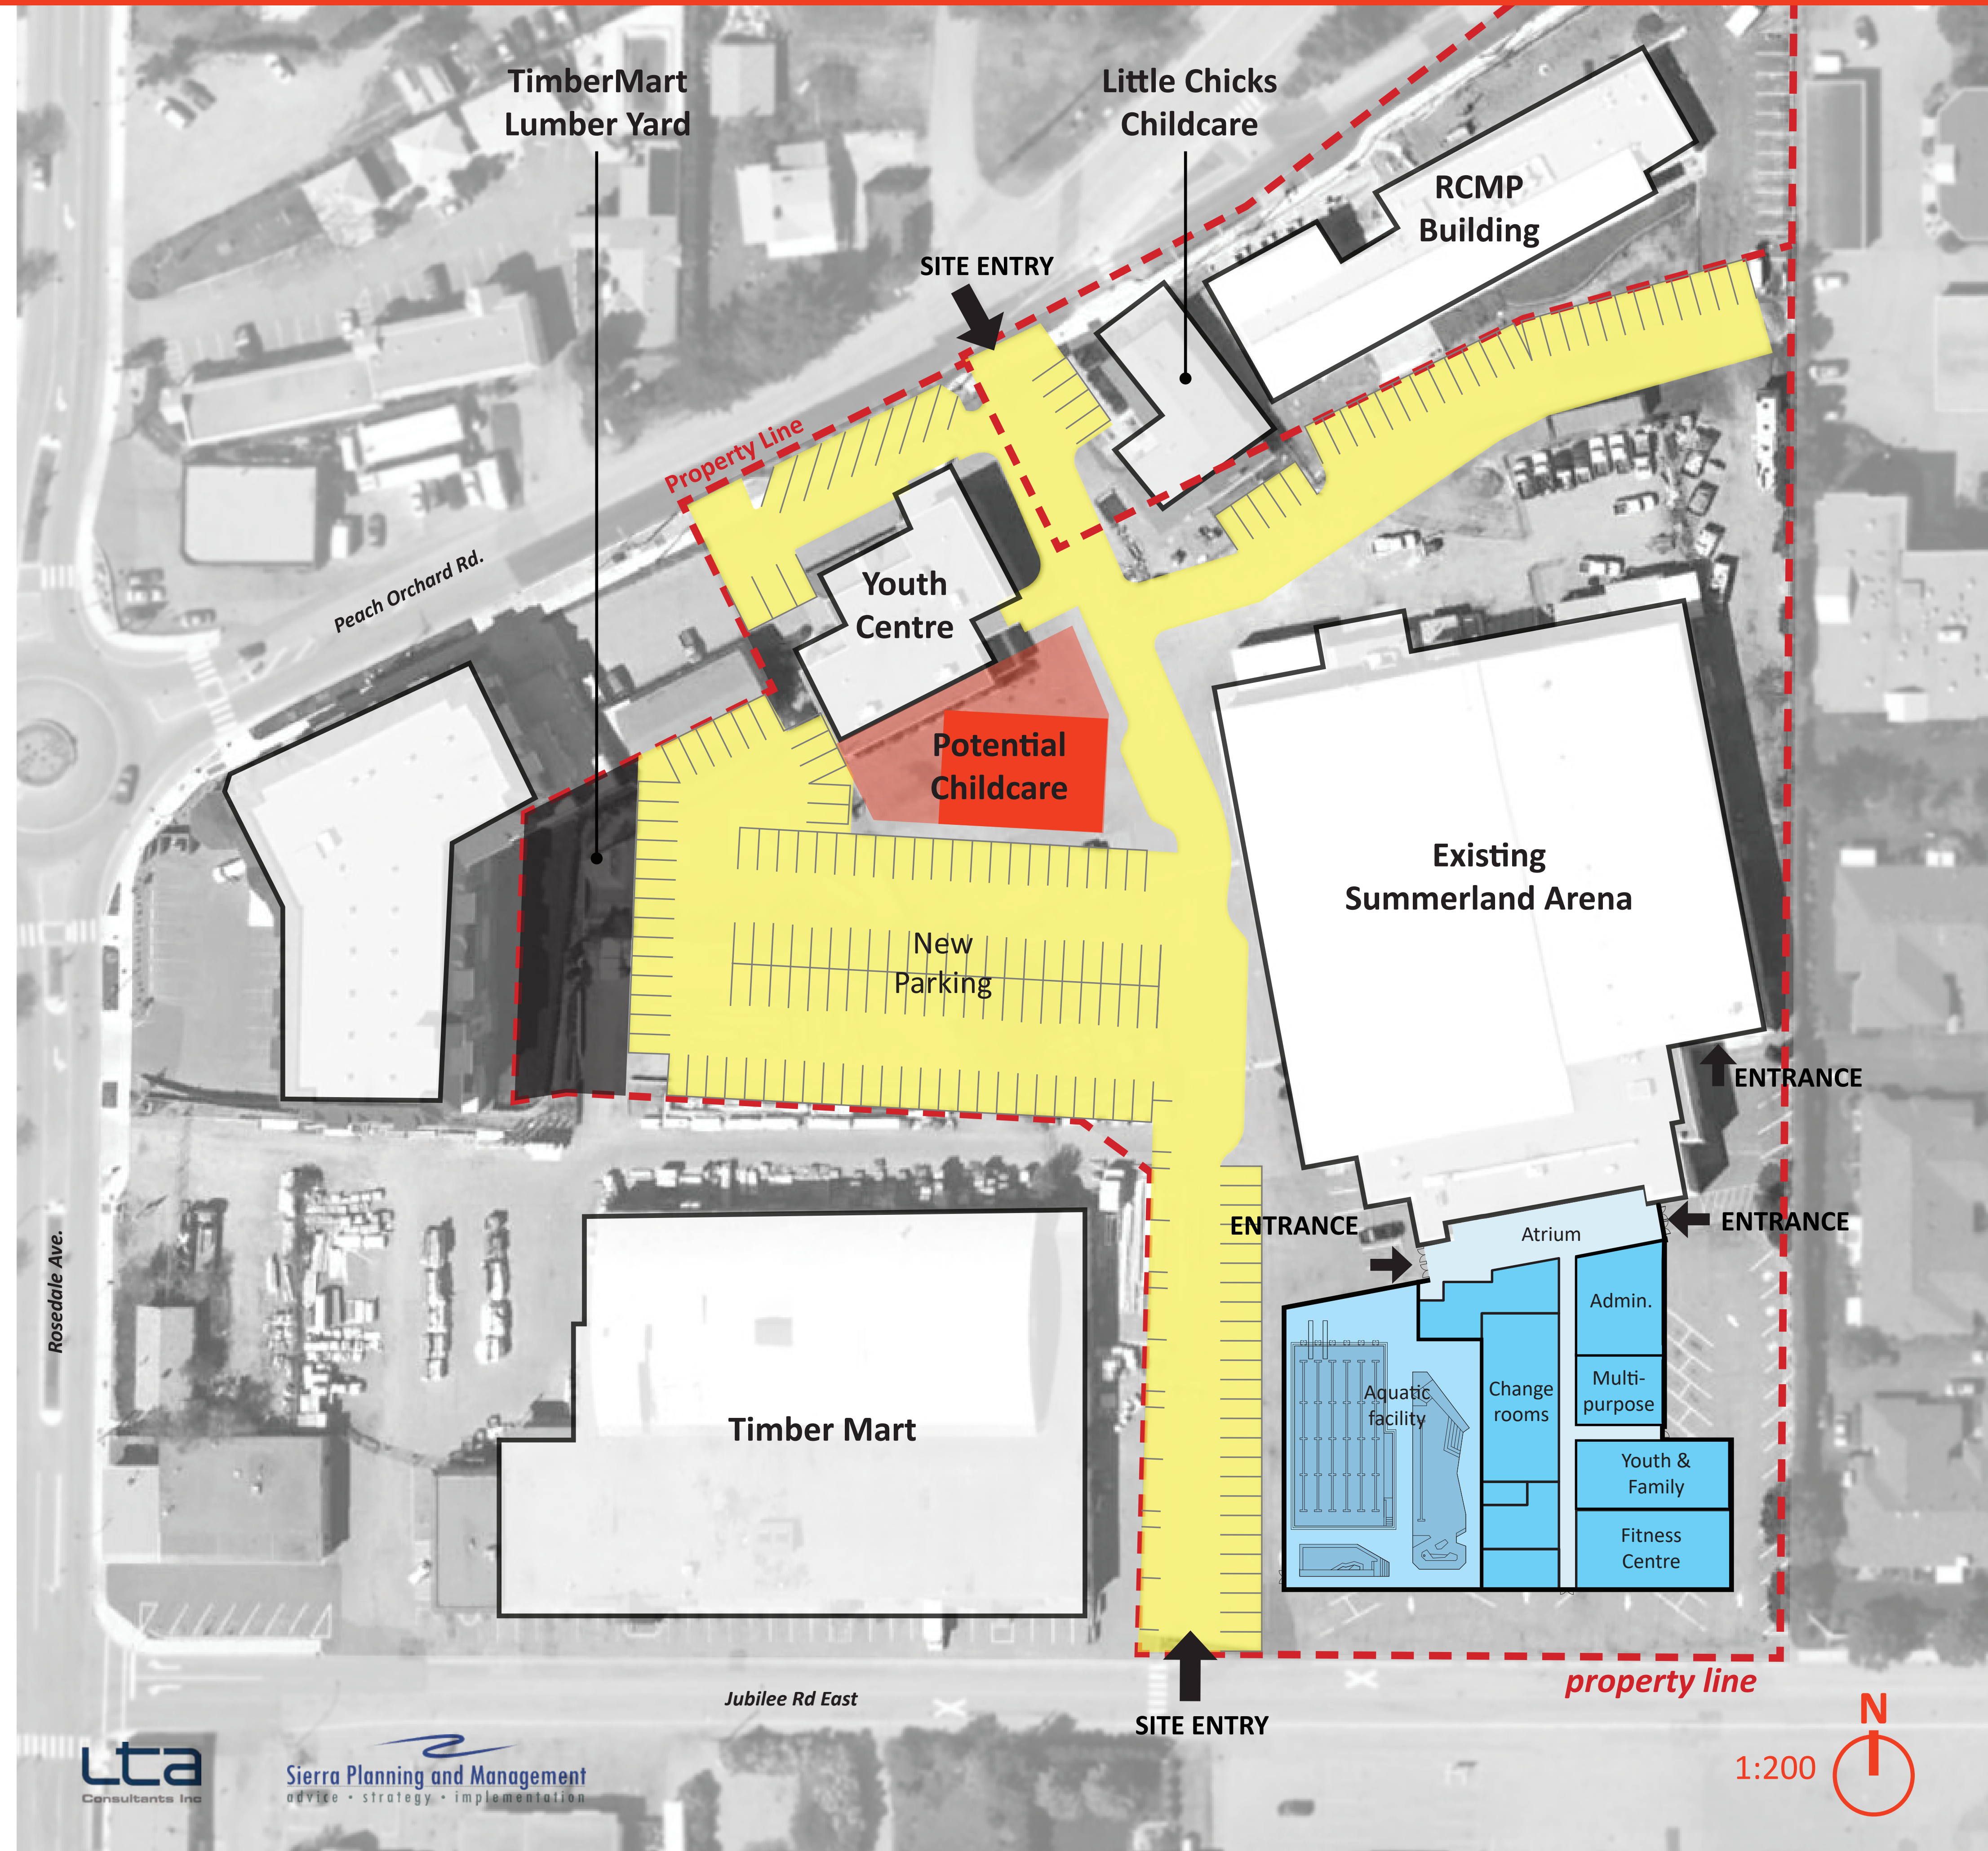 TimberMart
Lumber Yard
Little Chicks
Childcare
RCMP
Building
SITE ENTRY
Property Line
Peach Orchard Rd.
Youth
Centre
Potential
Childcare
Existing
Summerland Arena
New
Parking
ENTRANCE
ENTRANCE
ENTRANCE
Atrium
Admin.
Aquatic
facility
Change
rooms
Multi-
purpose
Youth &
Family
Fitness
Centre
Rosedale Ave.
Timber Mart
property line
Jubilee Rd East
SITE ENTRY
N
1:200
Lta
Consultants Inc
Sierra Planning and Management
advice • strategy • implementation